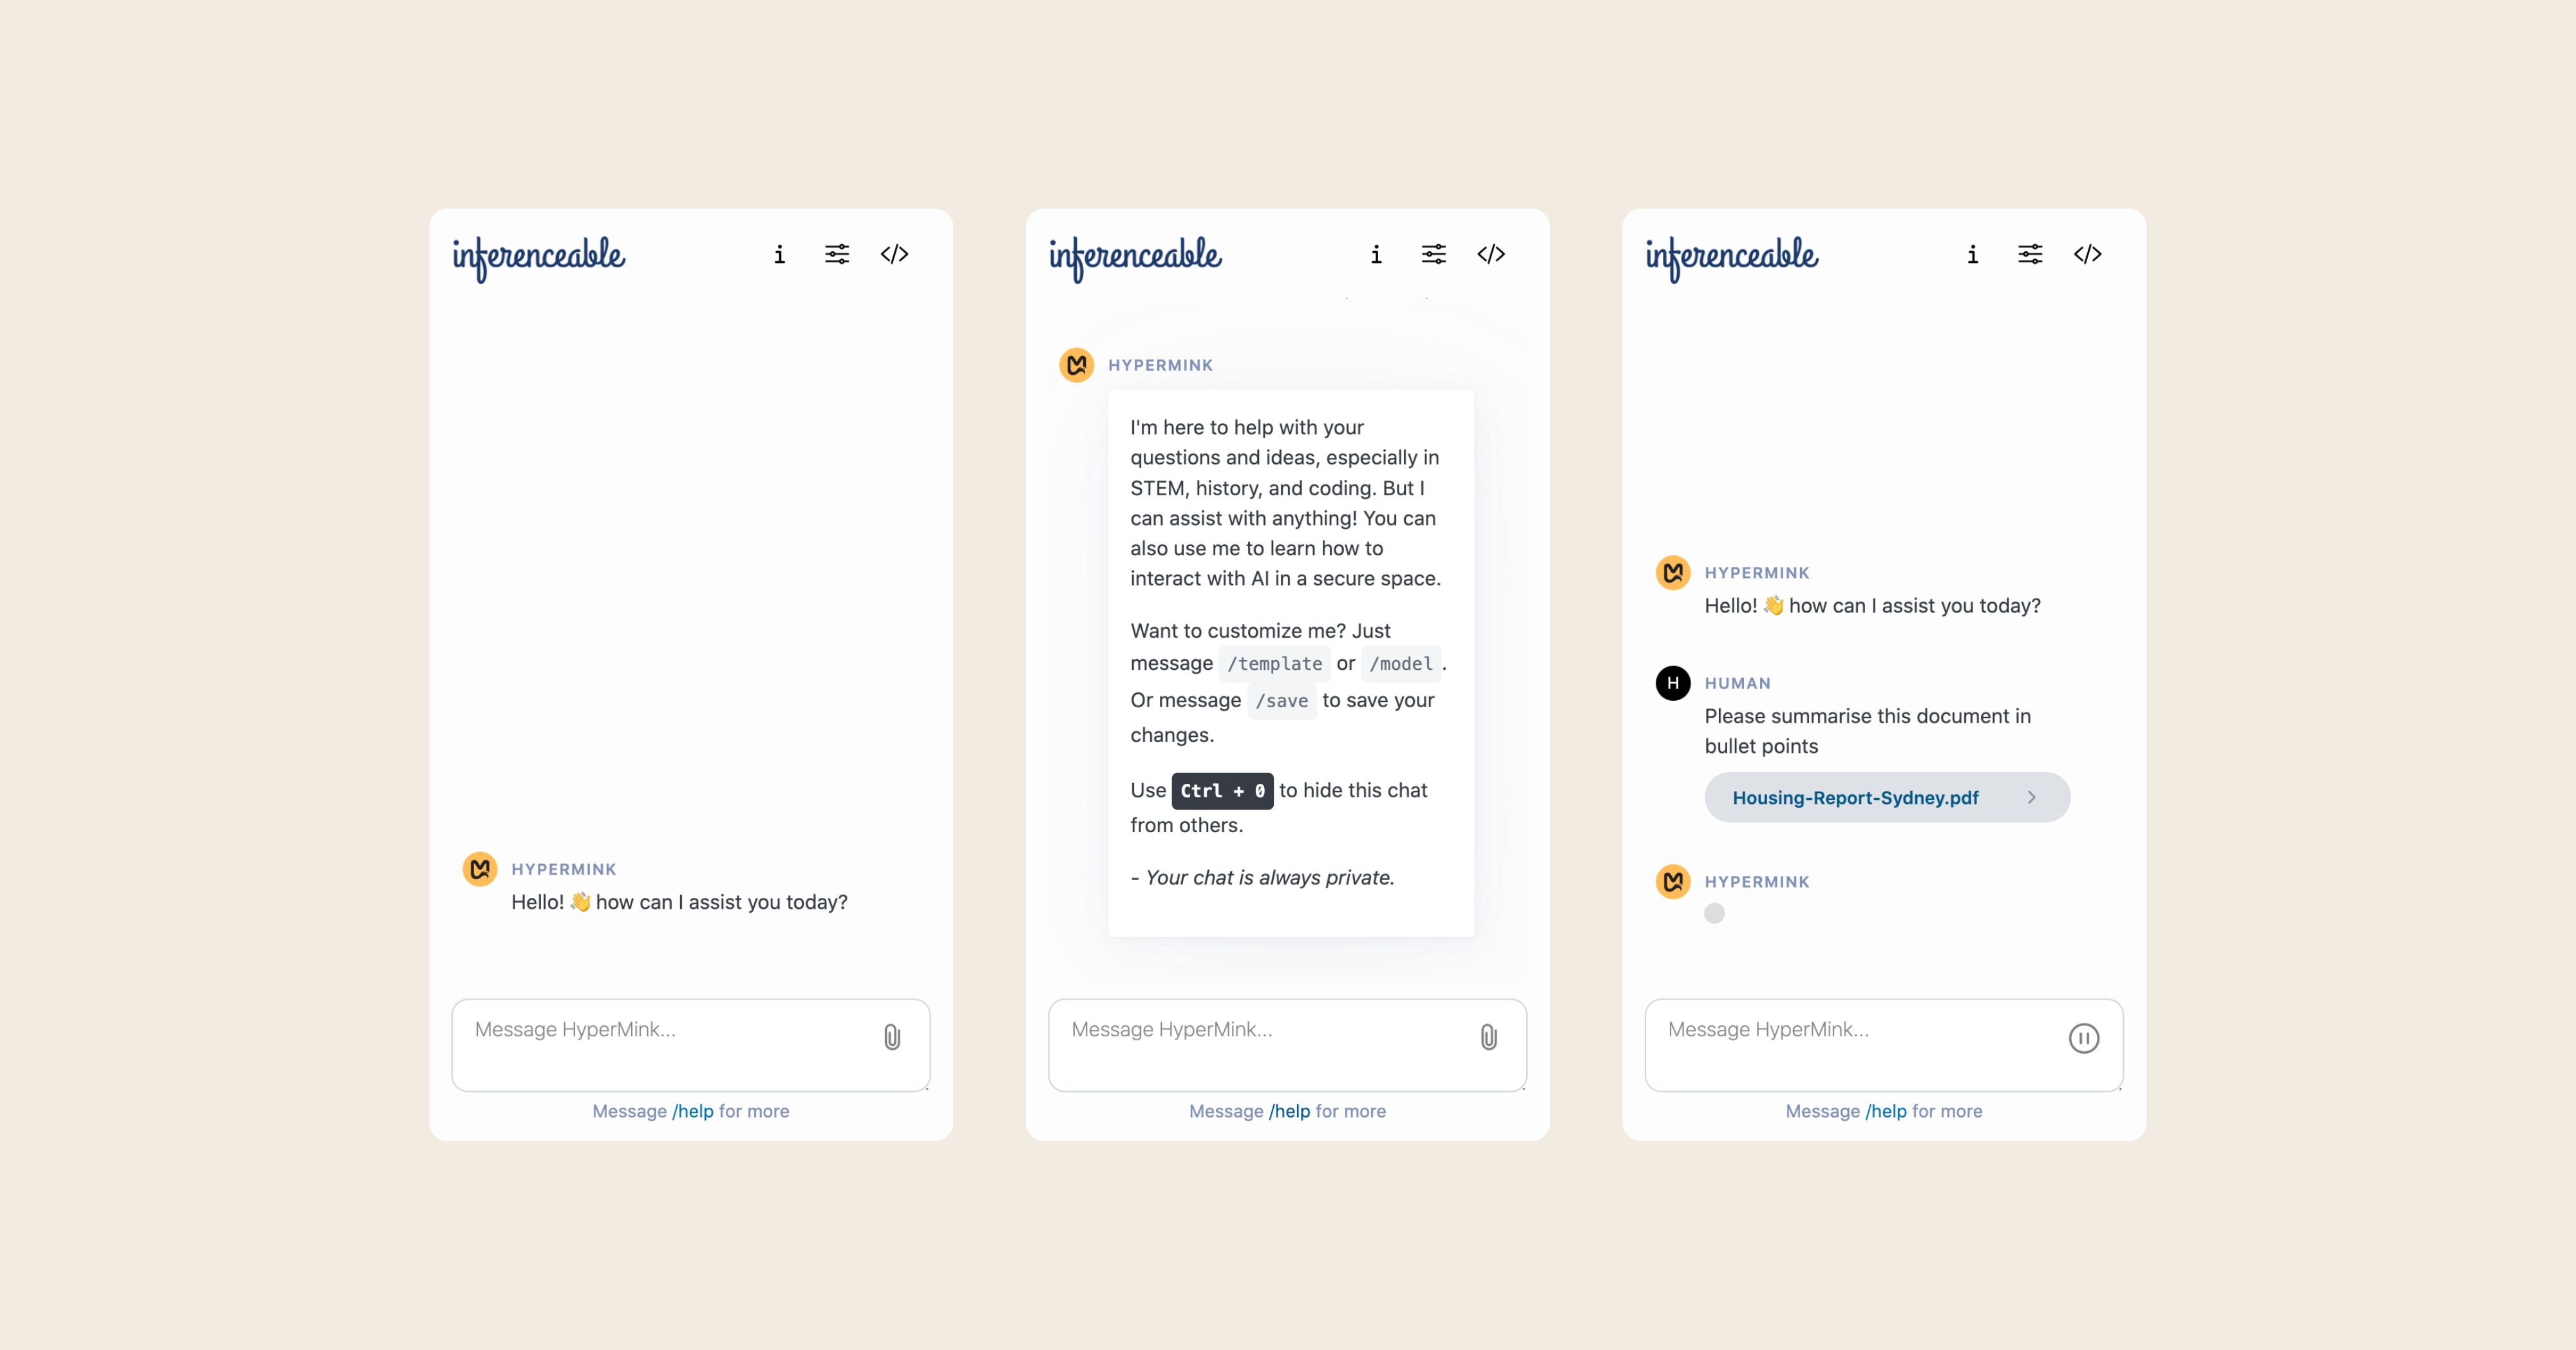 inferenceable
HYPERMINK
Hello! 👋 how can I assist you today?
Message HyperMink...
Message /help for more
inferenceable
HYPERMINK
I'm here to help with your
questions and ideas, especially in
STEM, history, and coding. But I
can assist with anything! You can
also use me to learn how to
interact with AI in a secure space.
Want to customize me? Just
message /template or /model .
Or message /save to save your
changes.
Use Ctrl + 0 to hide this chat
from others.
- Your chat is always private.
Message HyperMink...
Message /help for more
inferenceable
HYPERMINK
Hello! 👋 how can I assist you today?
H HUMAN
Please summarise this document in
bullet points
Housing-Report-Sydney.pdf
HYPERMINK
Message HyperMink...
Message /help for more